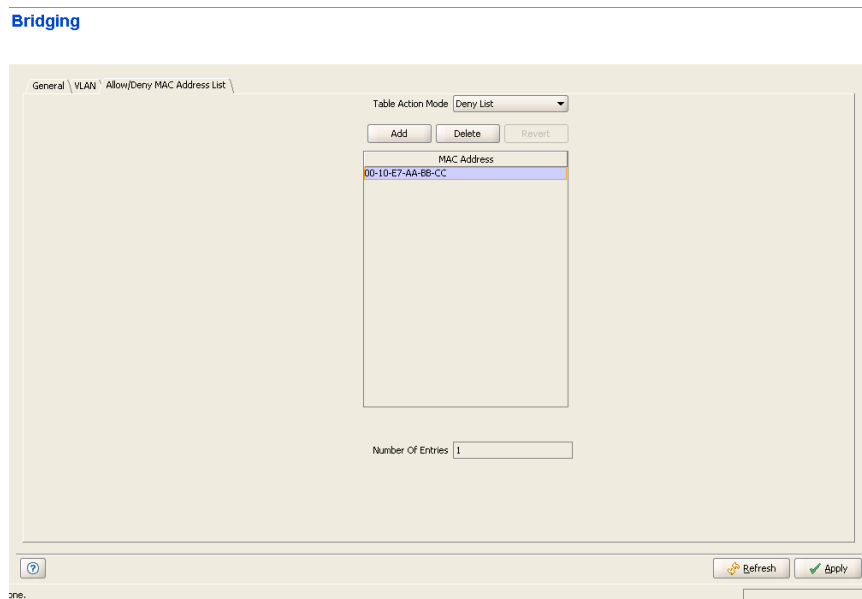 Bridging
General VLAN Allow/Deny MAC Address List
Table Action Mode Deny List
Add Delete Revert
MAC Address
00-10-E7-AA-BB-CC
Number Of Entries 1
? Refresh Apply
one.